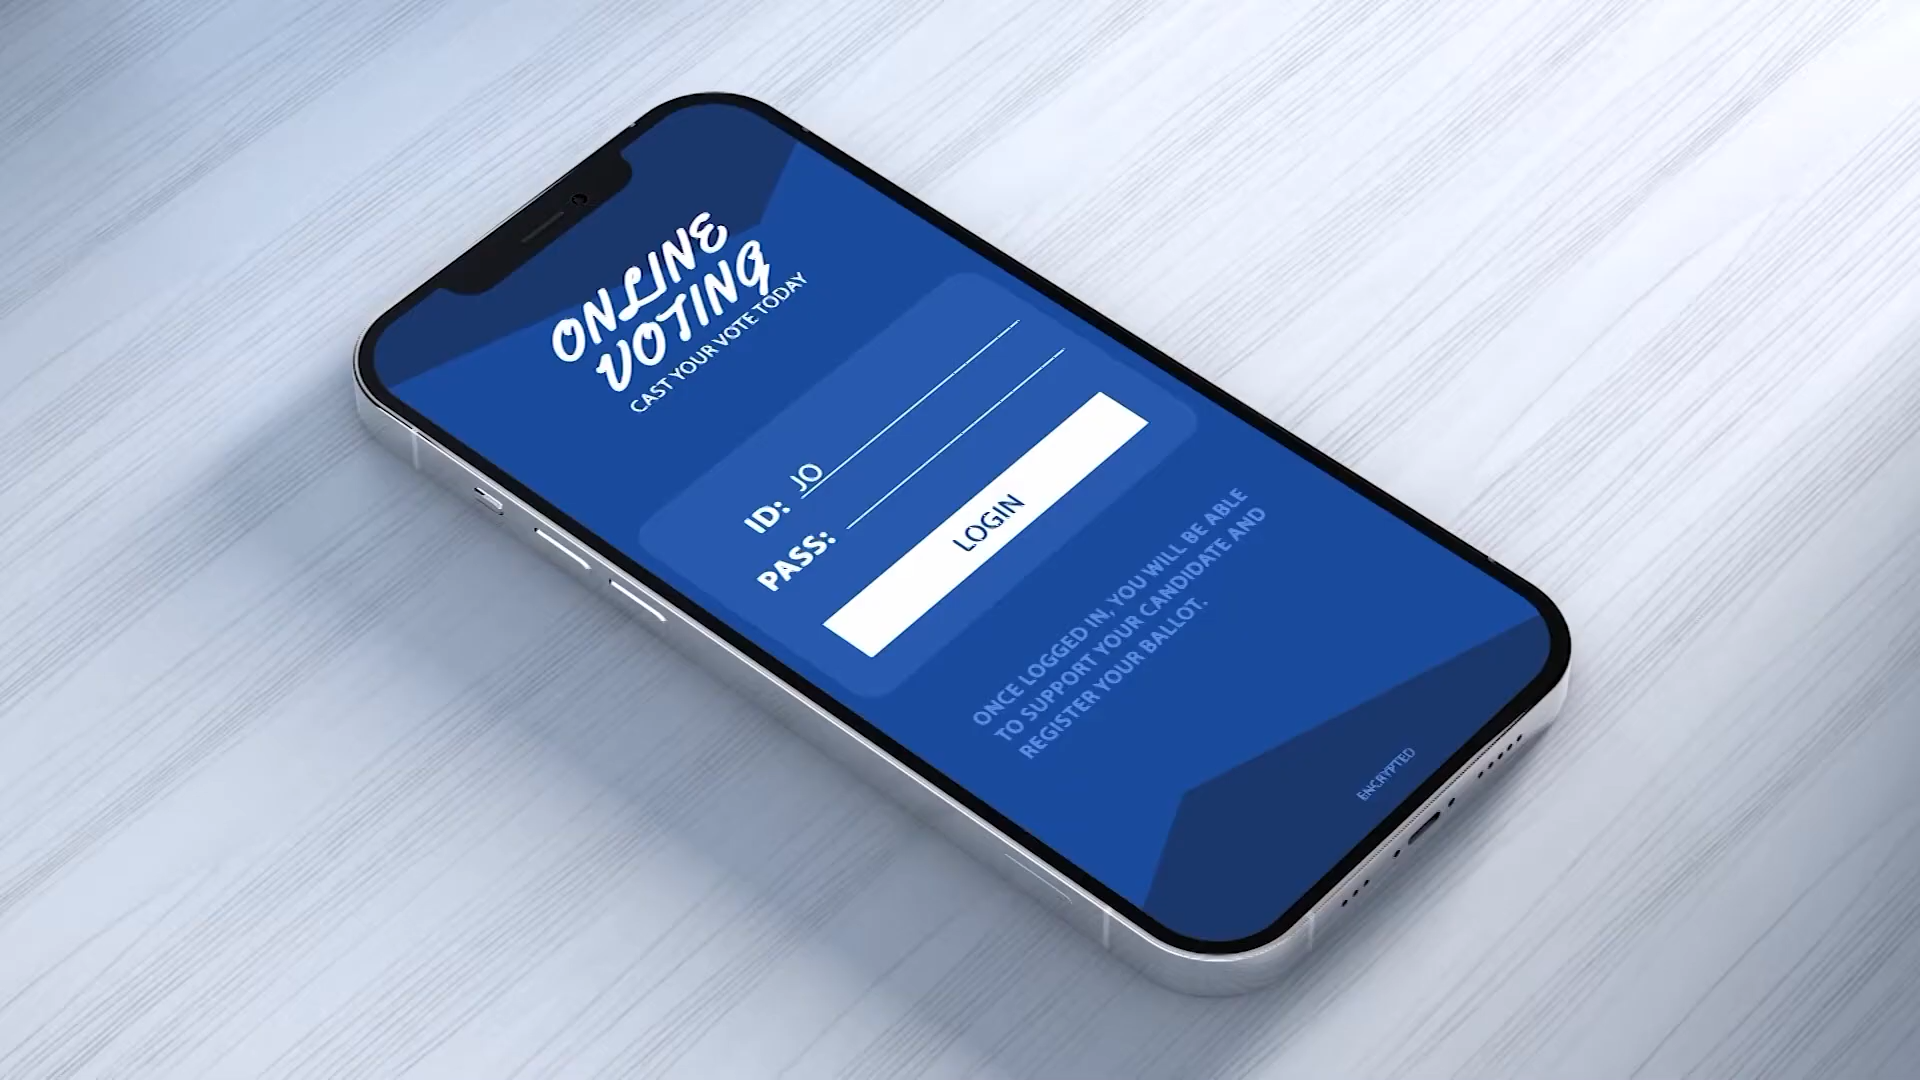 ONLINE
VOTING
CAST YOUR VOTE TODAY
ID: JO
PASS:
LOGIN
ONCE LOGGED IN, YOU WILL BE ABLE
TO SUPPORT YOUR CANDIDATE AND
REGISTER YOUR BALLOT.
ENCRYPTED